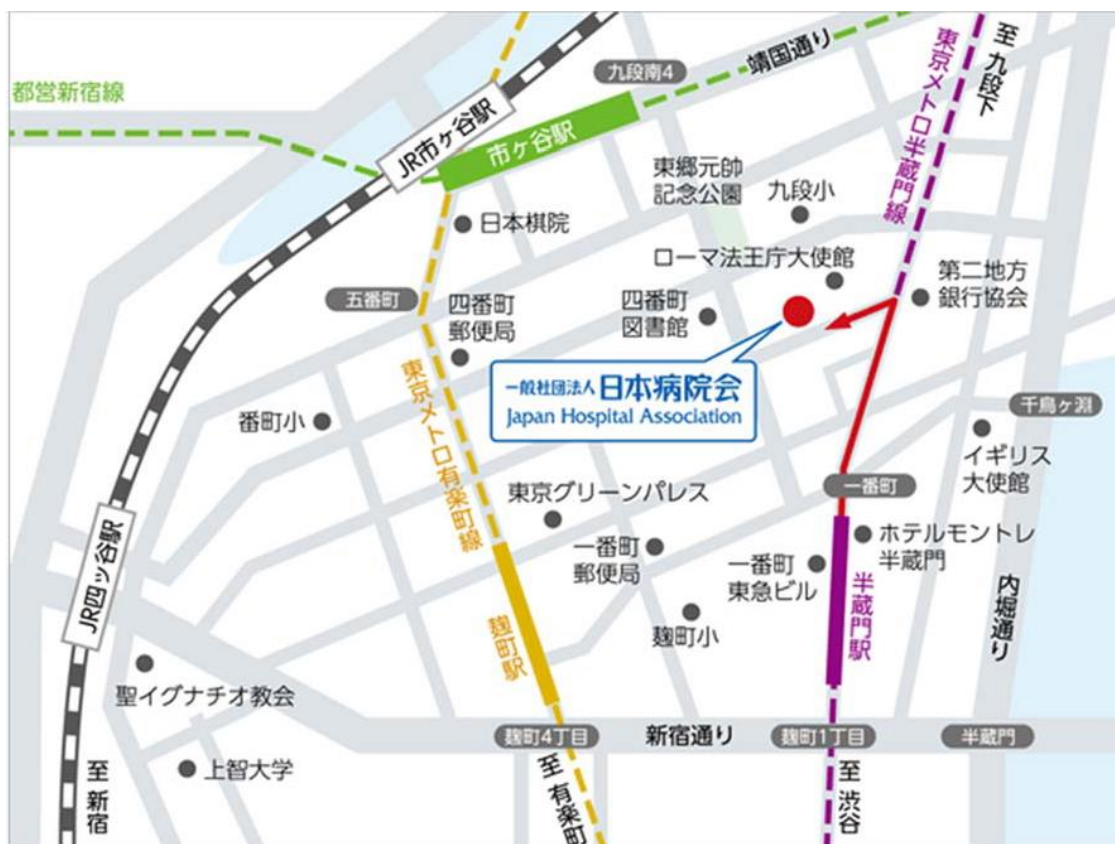 都営新宿線
JR市ヶ谷駅
市ヶ谷駅
九段南4
靖国通り
東京メトロ半蔵門線
至 九段下
東郷元帥
記念公園
九段小
日本棋院
ローマ法王庁大使館
第二地方
銀行協会
五番町
四番町
郵便局
四番町
図書館
一般社団法人 日本病院会
Japan Hospital Association
東京メトロ有楽町線
番町小
千鳥ヶ淵
イギリス
大使館
一番町
東京グリーンパレス
一番町
郵便局
一番町
東急ビル
ホテルモントレ
半蔵門
JR四ッ谷駅
麹町駅
麹町小
半蔵門駅
内堀通り
聖イグナチオ教会
上智大学
麹町4丁目
新宿通り
麹町1丁目
半蔵門
至 新宿
至 有楽町
至 渋谷